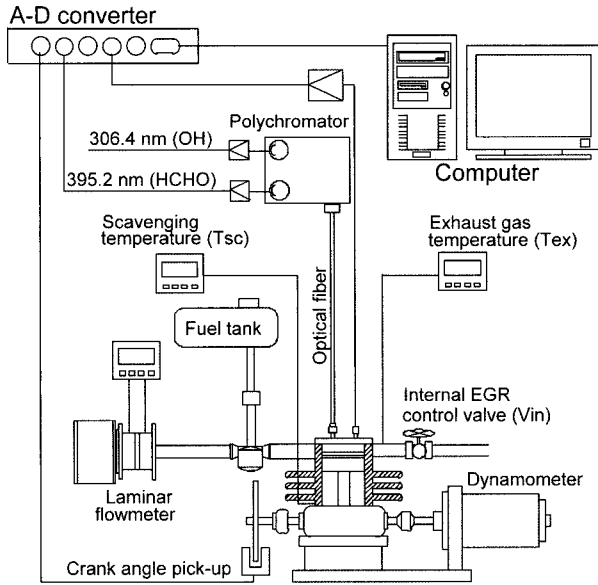 A-D converter
Polychromator
306.4 nm (OH)
395.2 nm (HCHO)
Computer
Scavenging
temperature (Tsc)
Exhaust gas
temperature (Tex)
Fuel tank
Optical fiber
Internal EGR
control valve (Vin)
Laminar
flowmeter
Dynamometer
Crank angle pick-up